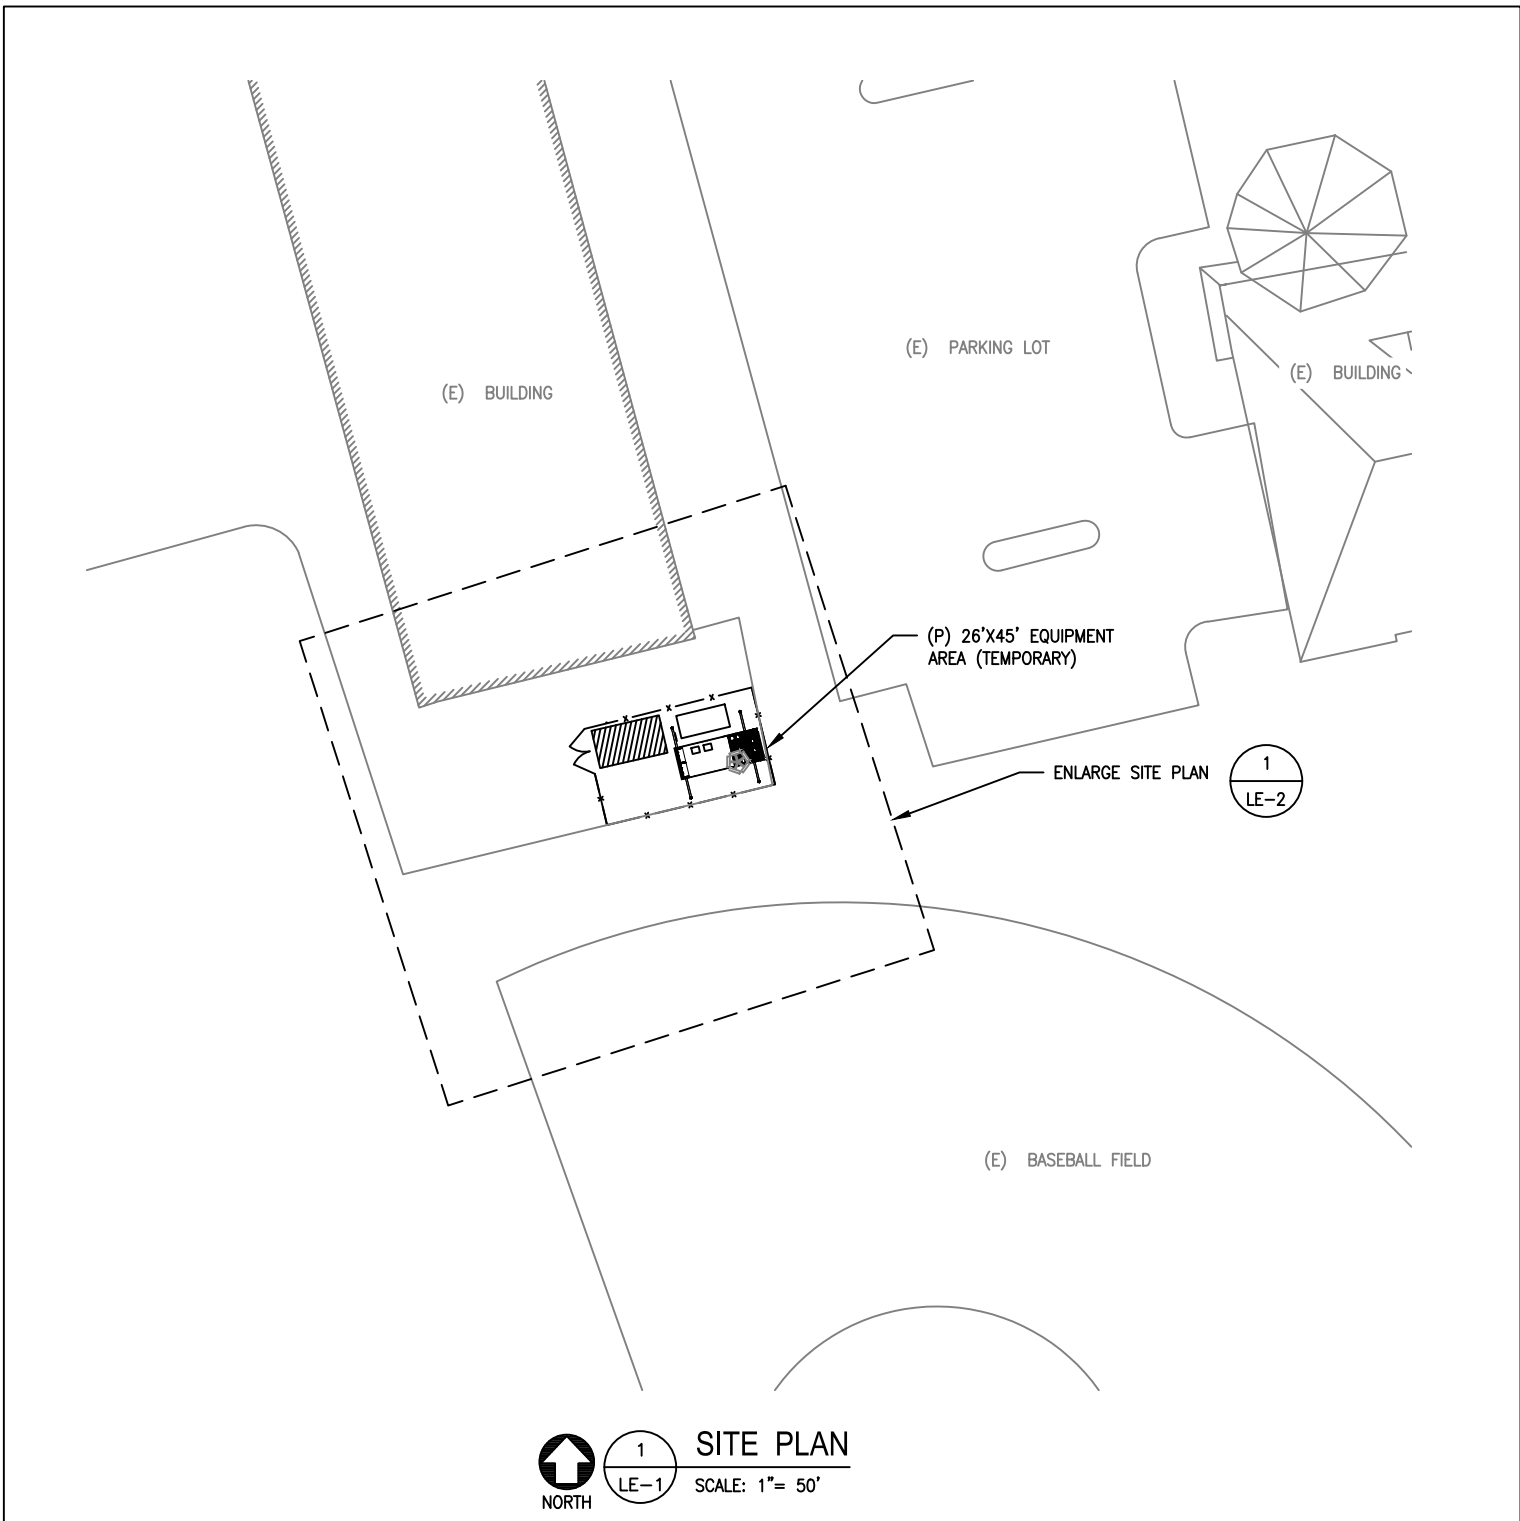 (E) PARKING LOT
(E) BUILDING
(E) BUILDING
(P) 26'X45' EQUIPMENT
AREA (TEMPORARY)
ENLARGE SITE PLAN
1
LE-2
(E) BASEBALL FIELD
NORTH
1
LE-1
SITE PLAN
SCALE: 1"= 50'